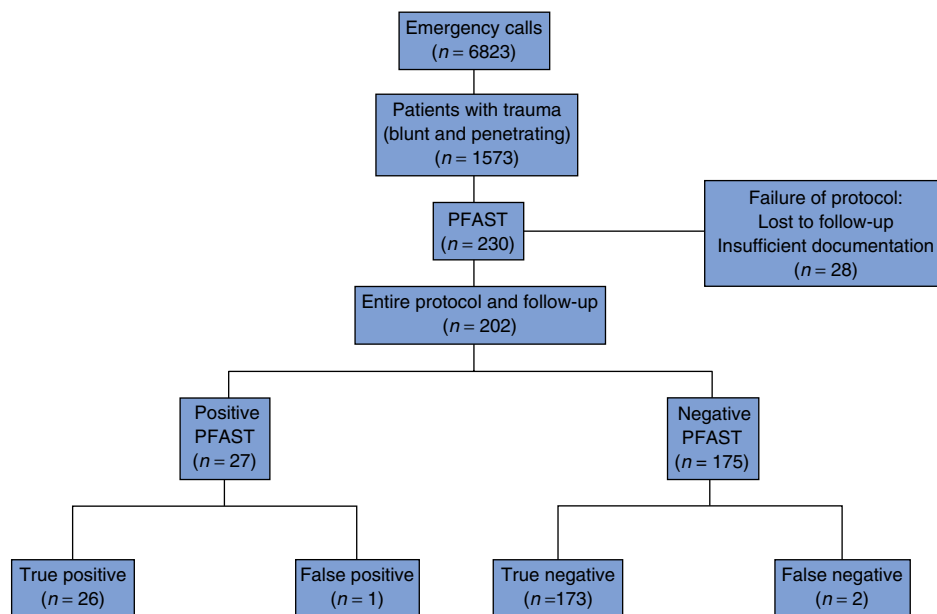 Emergency calls
(n = 6823)
Patients with trauma
(blunt and penetrating)
(n = 1573)
PFAST
(n = 230)
Failure of protocol:
Lost to follow-up
Insufficient documentation
(n = 28)
Entire protocol and follow-up
(n = 202)
Positive
PFAST
(n = 27)
Negative
PFAST
(n = 175)
True positive
(n = 26)
False positive
(n = 1)
True negative
(n =173)
False negative
(n = 2)